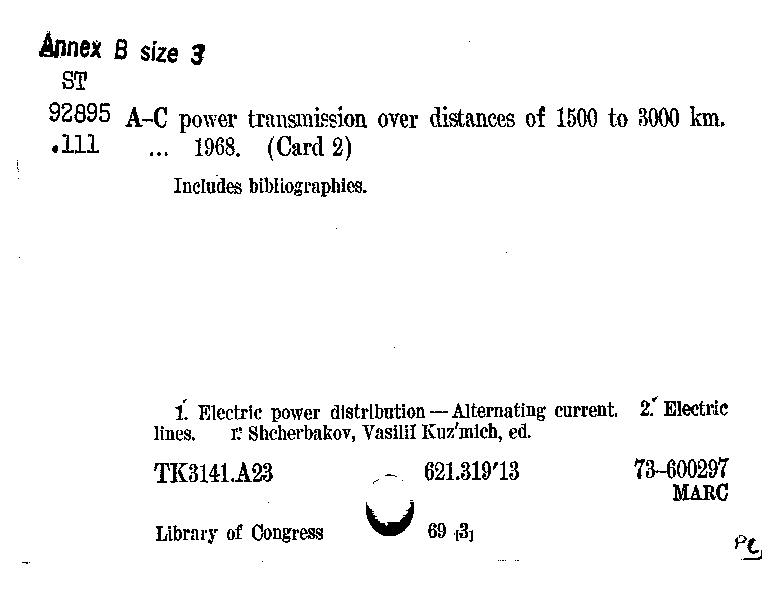 Annex B size 3
ST
92895 A-C power transmission over distances of 1500 to 3000 km.
.111 ... 1968. (Card 2)
Includes bibliographies.
1. Electric power distribution — Alternating current. 2. Electric
lines. I. Shcherbakov, Vasiliĭ Kuz'mich, ed.
TK3141.A23 621.319'13 73-600297
MARC
Library of Congress 69 [3]
PC